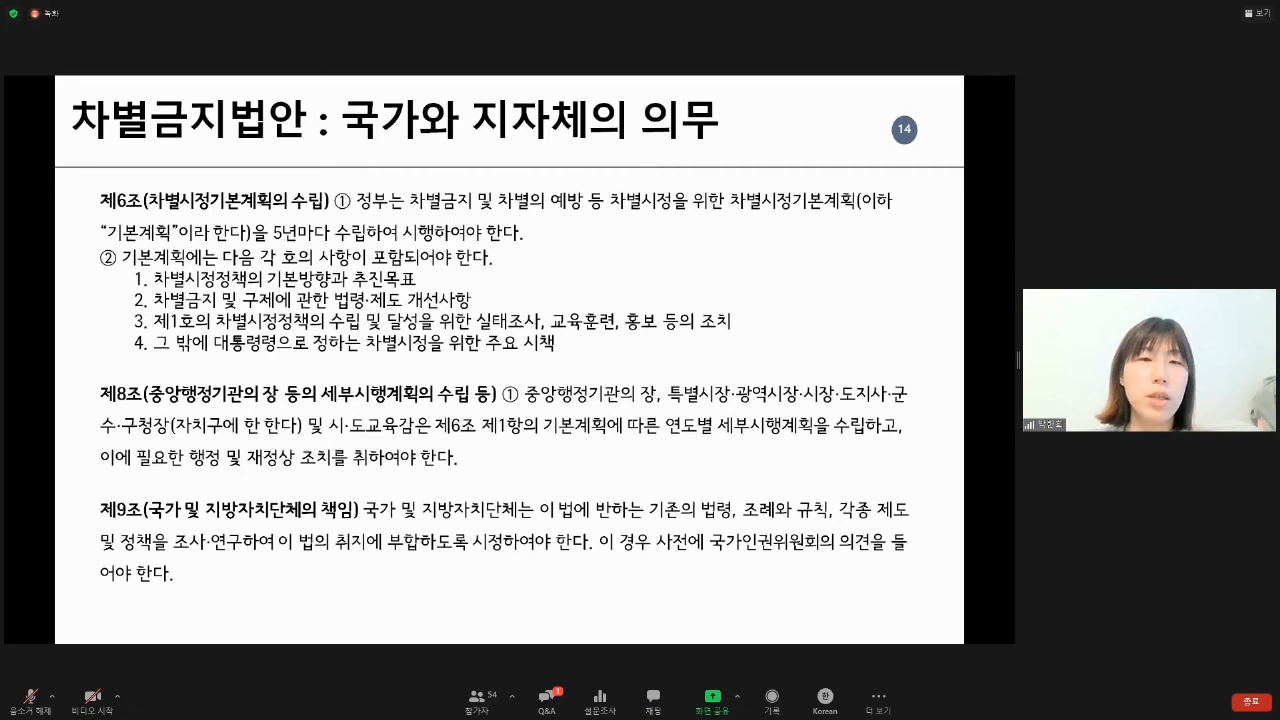 녹화
보기
차별금지법안 : 국가와 지자체의 의무
14
제6조(차별시정기본계획의 수립) ① 정부는 차별금지 및 차별의 예방 등 차별시정을 위한 차별시정기본계획(이하
“기본계획”이라 한다)을 5년마다 수립하여 시행하여야 한다.
② 기본계획에는 다음 각 호의 사항이 포함되어야 한다.
1. 차별시정정책의 기본방향과 추진목표
2. 차별금지 및 구제에 관한 법령·제도 개선사항
3. 제1호의 차별시정정책의 수립 및 달성을 위한 실태조사, 교육훈련, 홍보 등의 조치
4. 그 밖에 대통령령으로 정하는 차별시정을 위한 주요 시책
제8조(중앙행정기관의 장 등의 세부시행계획의 수립 등) ① 중앙행정기관의 장, 특별시장·광역시장·시장·도지사·군
수·구청장(자치구에 한 한다) 및 시·도교육감은 제6조 제1항의 기본계획에 따른 연도별 세부시행계획을 수립하고,
이에 필요한 행정 및 재정상 조치를 취하여야 한다.
제9조(국가 및 지방자치단체의 책임) 국가 및 지방자치단체는 이 법에 반하는 기존의 법령, 조례와 규칙, 각종 제도
및 정책을 조사·연구하여 이 법의 취지에 부합하도록 시정하여야 한다. 이 경우 사전에 국가인권위원회의 의견을 들
어야 한다.
음소거 해제
비디오 시작
54
참가자
1
Q&A
설문조사
채팅
화면 공유
기록
한
Korean
더 보기
종료